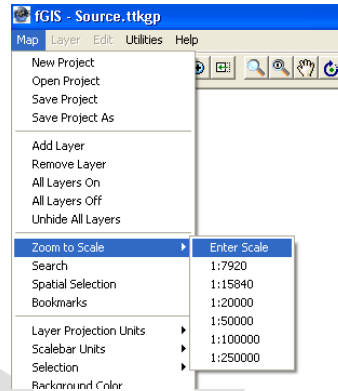 fGIS - Source.ttkgp
Map Layer Edit Utilities Help
New Project
Open Project
Save Project
Save Project As
Add Layer
Remove Layer
All Layers On
All Layers Off
Unhide All Layers
Zoom to Scale
Enter Scale
Search
1:7920
Spatial Selection
1:15840
Bookmarks
1:20000
1:50000
Layer Projection Units
1:100000
Scalebar Units
1:250000
Selection
Background Color